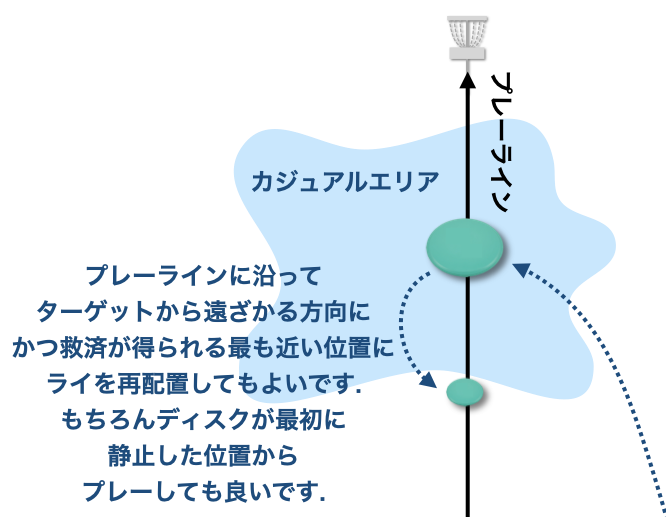 プレーライン
カジュアルエリア
プレーラインに沿って
ターゲットから遠ざかる方向に
かつ救済が得られる最も近い位置に
ライを再配置してもよいです.
もちろんディスクが最初に
静止した位置から
プレーしても良いです.